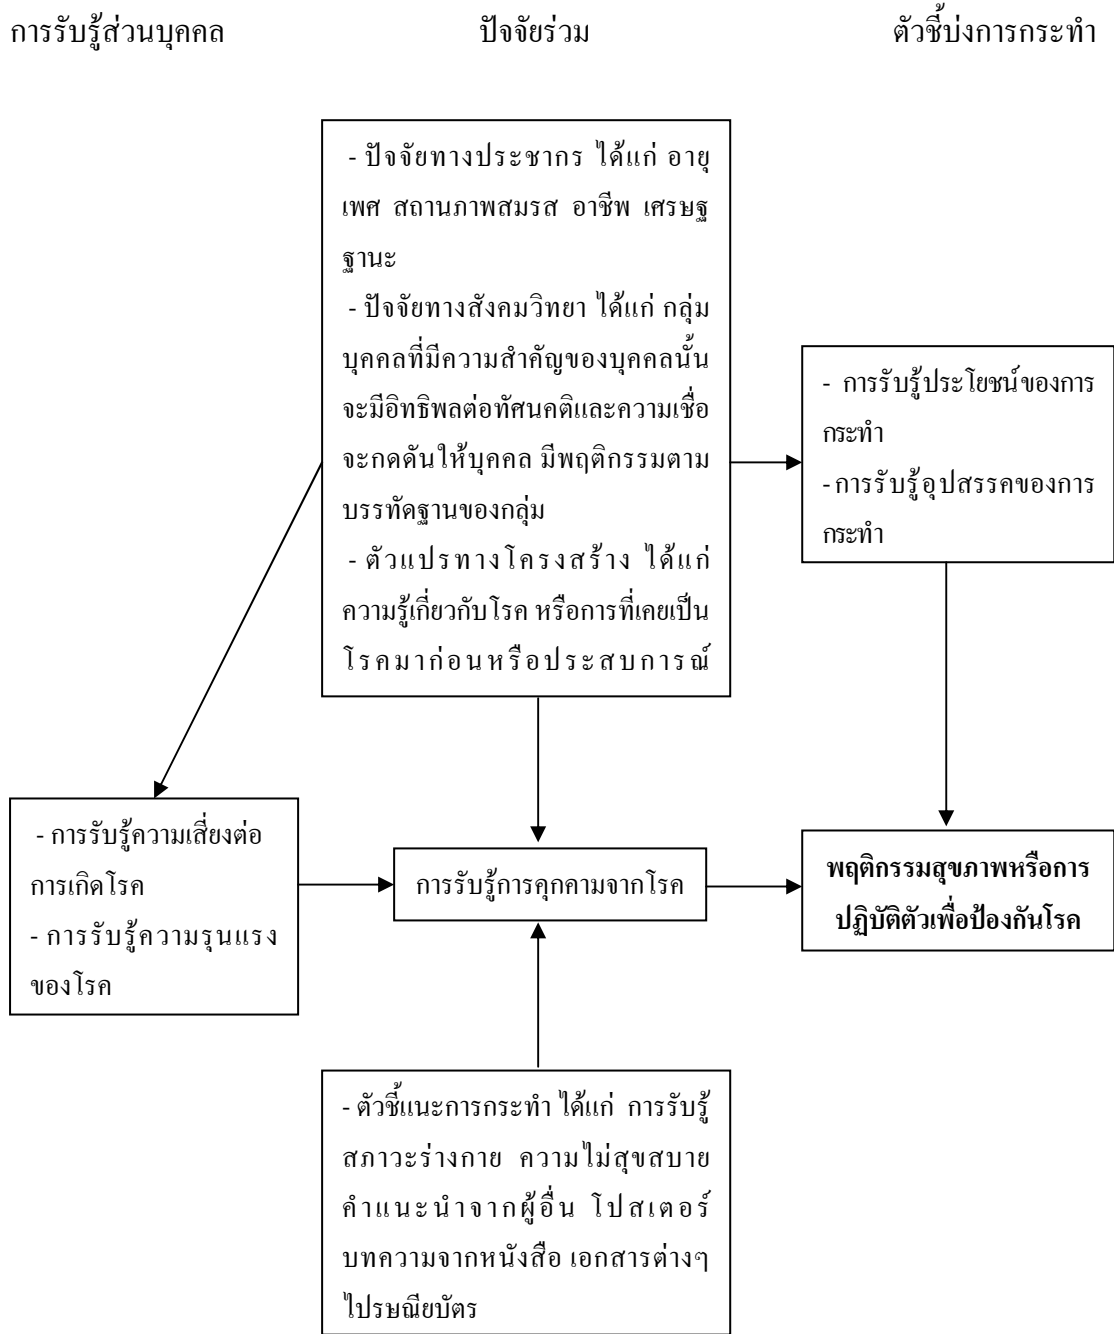 การรับรู้ส่วนบุคคล
ปัจจัยร่วม
ตัวชี้บ่งการกระทำ
- ปัจจัยทางประชากร ได้แก่ อายุ
เพศ สถานภาพสมรส อาชีพ เศรษฐ
ฐานะ
- ปัจจัยทางสังคมวิทยา ได้แก่ กลุ่ม
บุคคลที่มีความสำคัญของบุคคลนั้น
จะมีอิทธิพลต่อทัศนคติและความเชื่อ
จะกดดันให้บุคคล มีพฤติกรรมตาม
บรรทัดฐานของกลุ่ม
- ตัวแปรทางโครงสร้าง ได้แก่
ความรู้เกี่ยวกับโรค หรือการที่เคยเป็น
โรคมาก่อนหรือประสบการณ์
- การรับรู้ประโยชน์ของการ
กระทำ
- การรับรู้อุปสรรคของการ
กระทำ
- การรับรู้ความเสี่ยงต่อ
การเกิดโรค
- การรับรู้ความรุนแรง
ของโรค
การรับรู้การคุกคามจากโรค
พฤติกรรมสุขภาพหรือการ
ปฏิบัติตัวเพื่อป้องกันโรค
- ตัวชี้แนะการกระทำ ได้แก่ การรับรู้
สภาวะร่างกาย ความไม่สุขสบาย
คำแนะนำจากผู้อื่น โปสเตอร์
บทความจากหนังสือ เอกสารต่างๆ
ไปรษณียบัตร